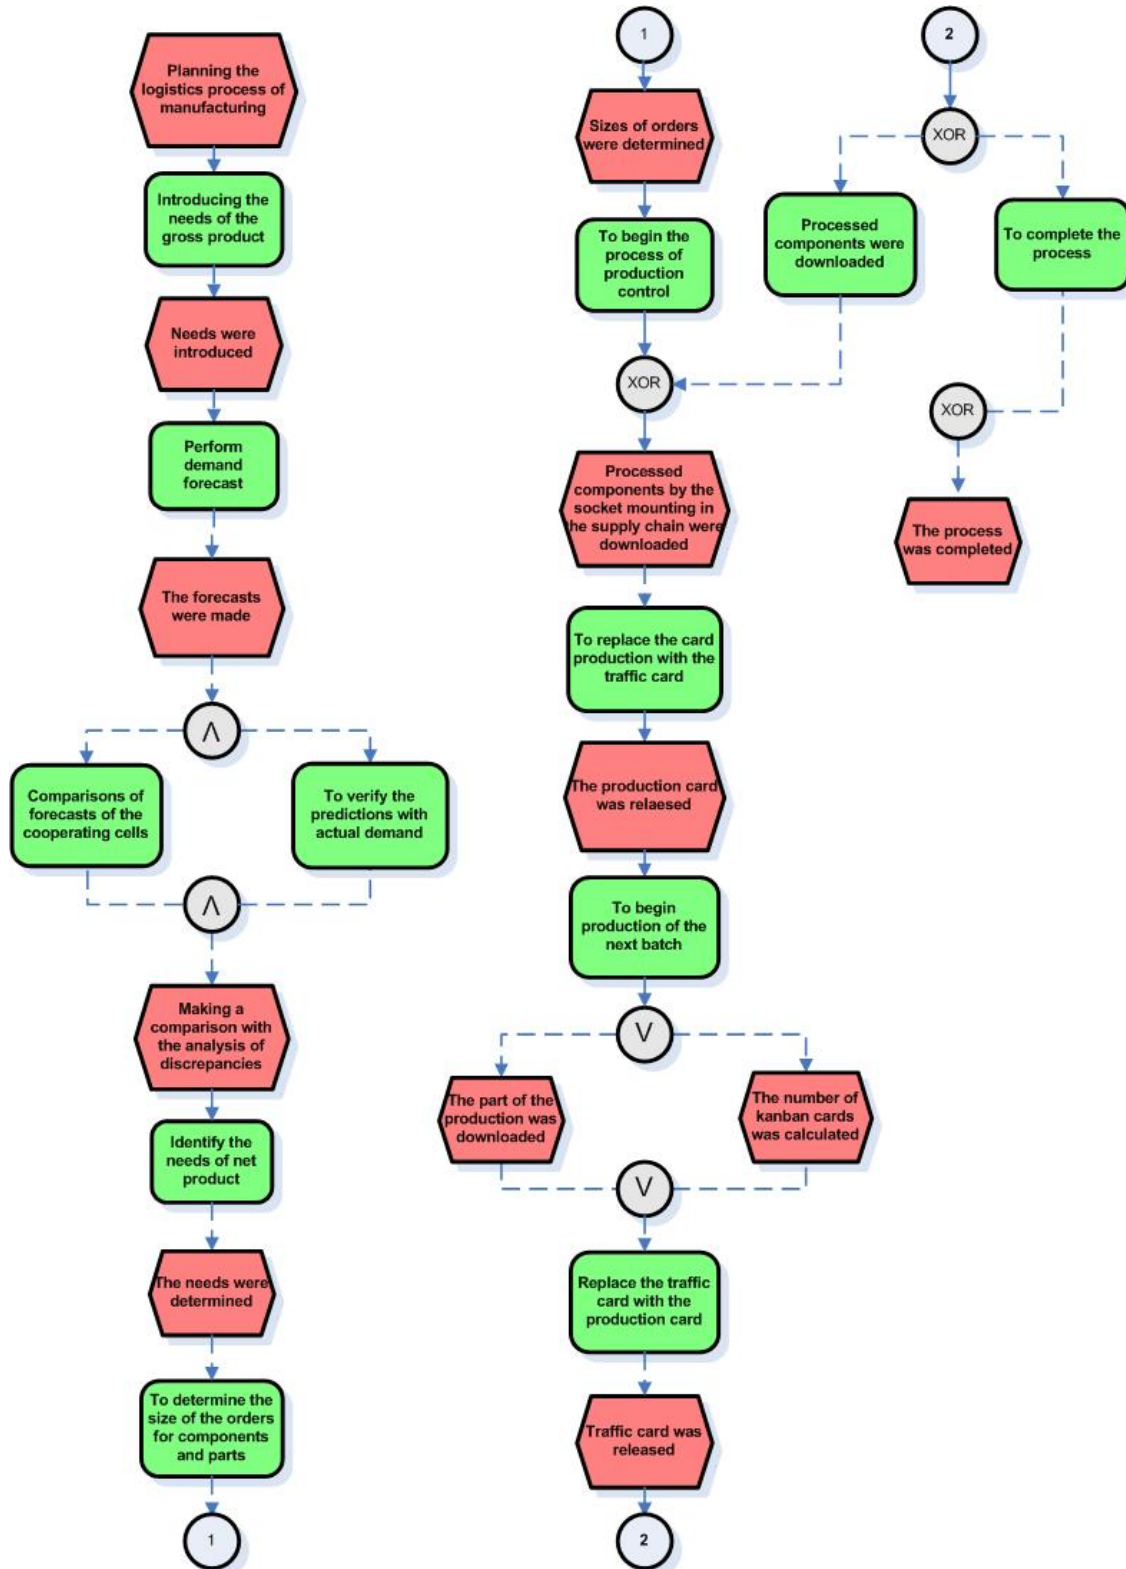 Planning the
logistics process of
manufacturing
Introducing the
needs of the
gross product
Needs were
introduced
Perform
demand
forecast
The forecasts
were made
Λ
Comparisons of
forecasts of the
cooperating cells
To verify the
predictions with
actual demand
Λ
Making a
comparison with
the analysis of
discrepancies
Identify the
needs of net
product
The needs were
determined
To determine the
size of the orders
for components
and parts
1
1
Sizes of orders
were determined
To begin the
process of
production
control
XOR
Processed
components by the
socket mounting in
the supply chain were
downloaded
To replace the card
production with the
traffic card
The production card
was relaesed
To begin
production of the
next batch
V
The part of the
production was
downloaded
The number of
kanban cards
was calculated
V
Replace the traffic
card with the
production card
Traffic card was
released
2
2
XOR
Processed
components were
downloaded
To complete the
process
XOR
The process
was completed